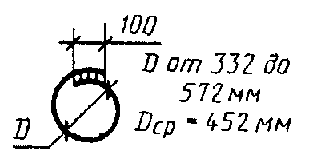 100
D от 332 до
572 мм
Dср = 452 мм
D